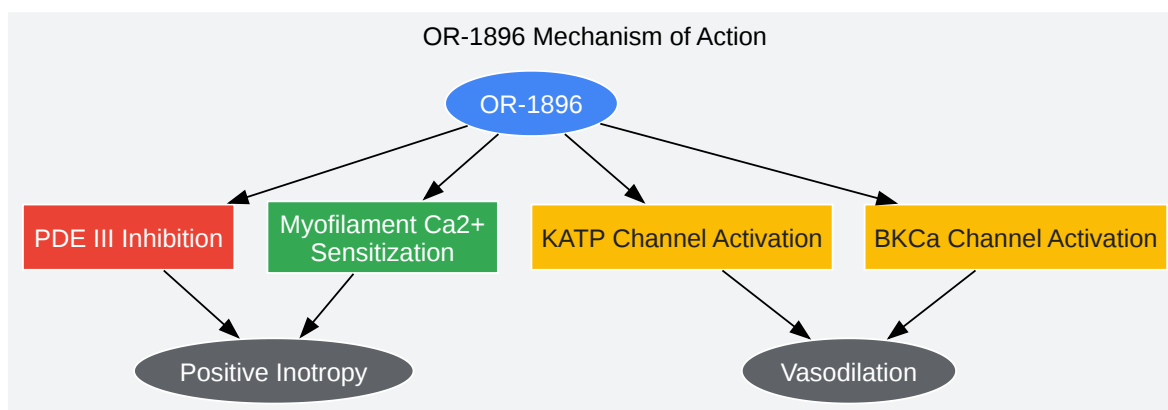 OR-1896 Mechanism of Action
OR-1896
PDE III Inhibition
Myofilament Ca2+
Sensitization
KATP Channel Activation
BKCa Channel Activation
Positive Inotropy
Vasodilation